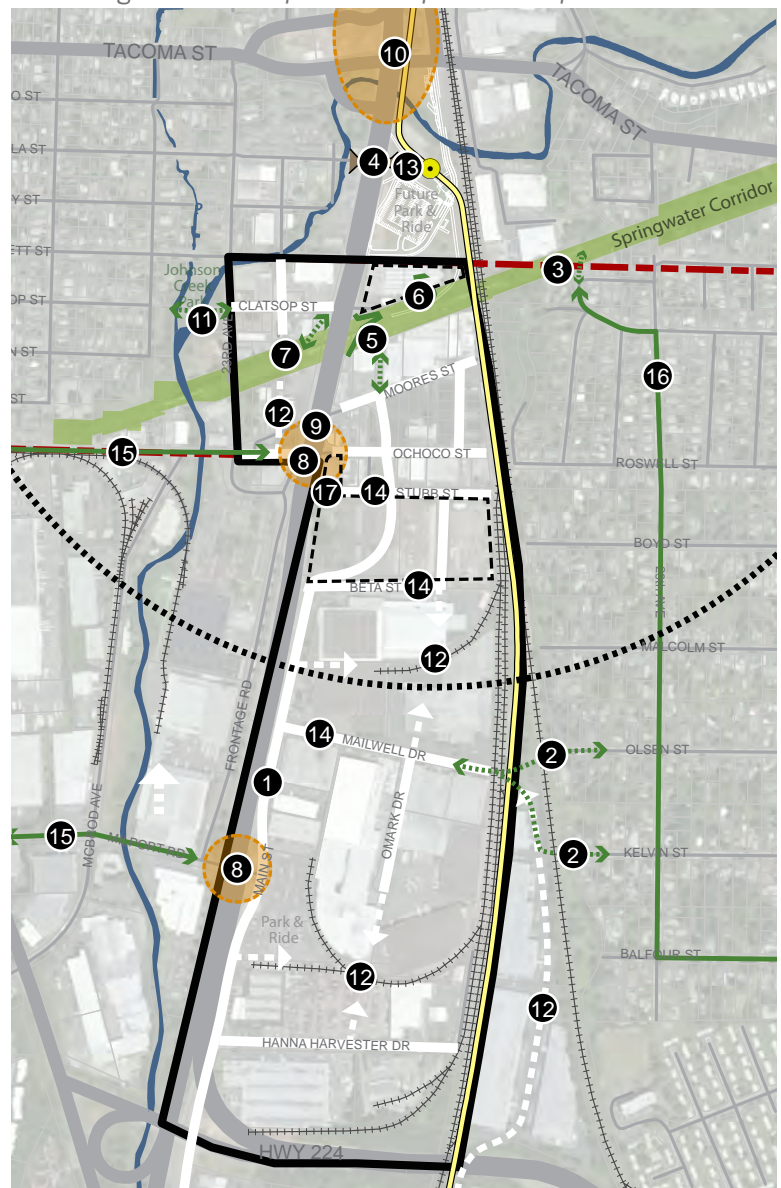 TACOMA ST
10
TACOMA ST
O ST
LA ST
4
13
Y ST
Future
Park &
Ride
Springwater Corridor
ETT ST
3
Johnson
Creek
Park
6
OP ST
CLATSOP ST
11
23RD AVE
5
N ST
7
16
MOORES ST
ST
12
9
15
8
OCHOCO ST
ROSWELL ST
17
14
STUBB ST
BOYD ST
BETA ST
14
MALCOLM ST
12
FRONTAGE RD
14
MAILWELL DR
2
OLSEN ST
1
MCBROD AVE
OMARK DR
15
MILPORT RD
2
KELVIN ST
8
MAIN ST
Park &
Ride
BALFOUR ST
12
12
HANNA HARVESTER DR
HWY 224